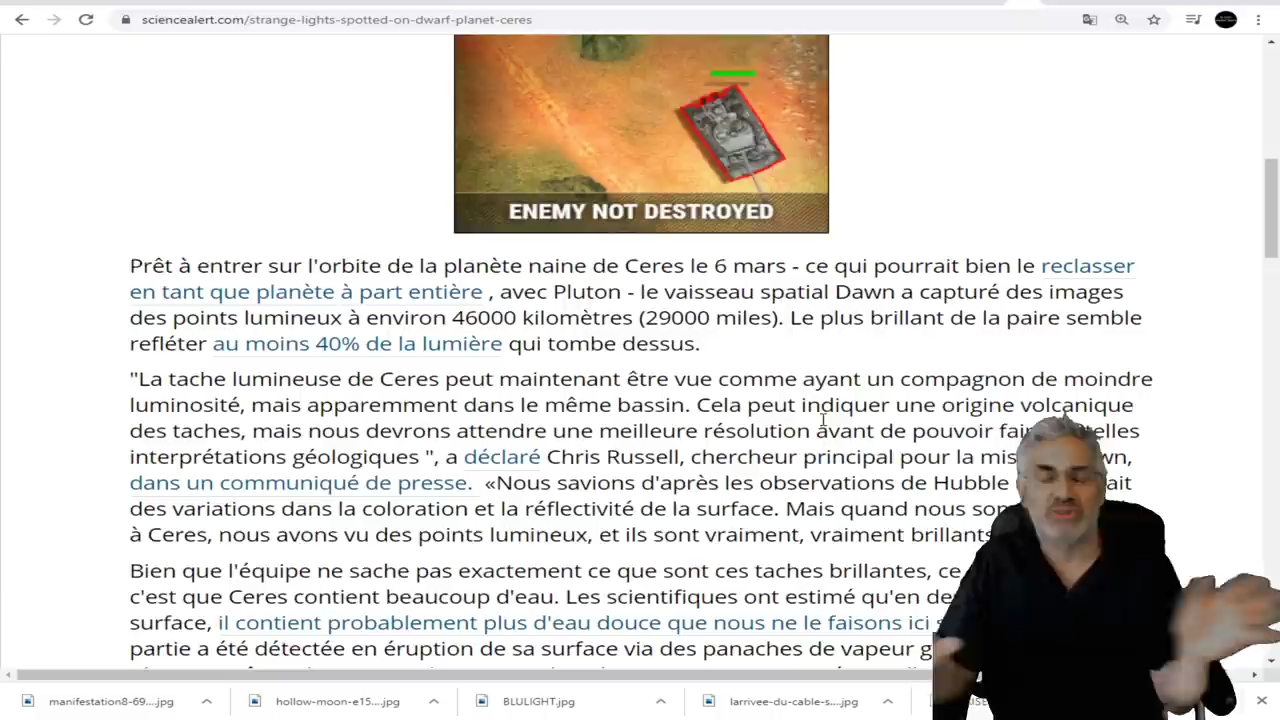 sciencealert.com/strange-lights-spotted-on-dwarf-planet-ceres
ENEMY NOT DESTROYED
Prêt à entrer sur l'orbite de la planète naine de Ceres le 6 mars - ce qui pourrait bien le reclasser
en tant que planète à part entière , avec Pluton - le vaisseau spatial Dawn a capturé des images
des points lumineux à environ 46000 kilomètres (29000 miles). Le plus brillant de la paire semble
refléter au moins 40% de la lumière qui tombe dessus.
"La tache lumineuse de Ceres peut maintenant être vue comme ayant un compagnon de moindre
luminosité, mais apparemment dans le même bassin. Cela peut indiquer une origine volcanique
des taches, mais nous devrons attendre une meilleure résolution avant de pouvoir
interprétations géologiques ", a déclaré Chris Russell, chercheur principal pour la
dans un communiqué de presse. «Nous savions d'après les observations de Hubble
des variations dans la coloration et la réflectivité de la surface. Mais quand nous
à Ceres, nous avons vu des points lumineux, et ils sont vraiment, vraiment brillants
Bien que l'équipe ne sache pas exactement ce que sont ces taches brillantes, ce
c'est que Ceres contient beaucoup d'eau. Les scientifiques ont estimé qu'en
surface, il contient probablement plus d'eau douce que nous ne le faisons ici
partie a été détectée en éruption de sa surface via des panaches de vapeur
manifestation8-69....jpg
hollow-moon-e15....jpg
BLULIGHT.jpg
larrivee-du-cable-s....jpg